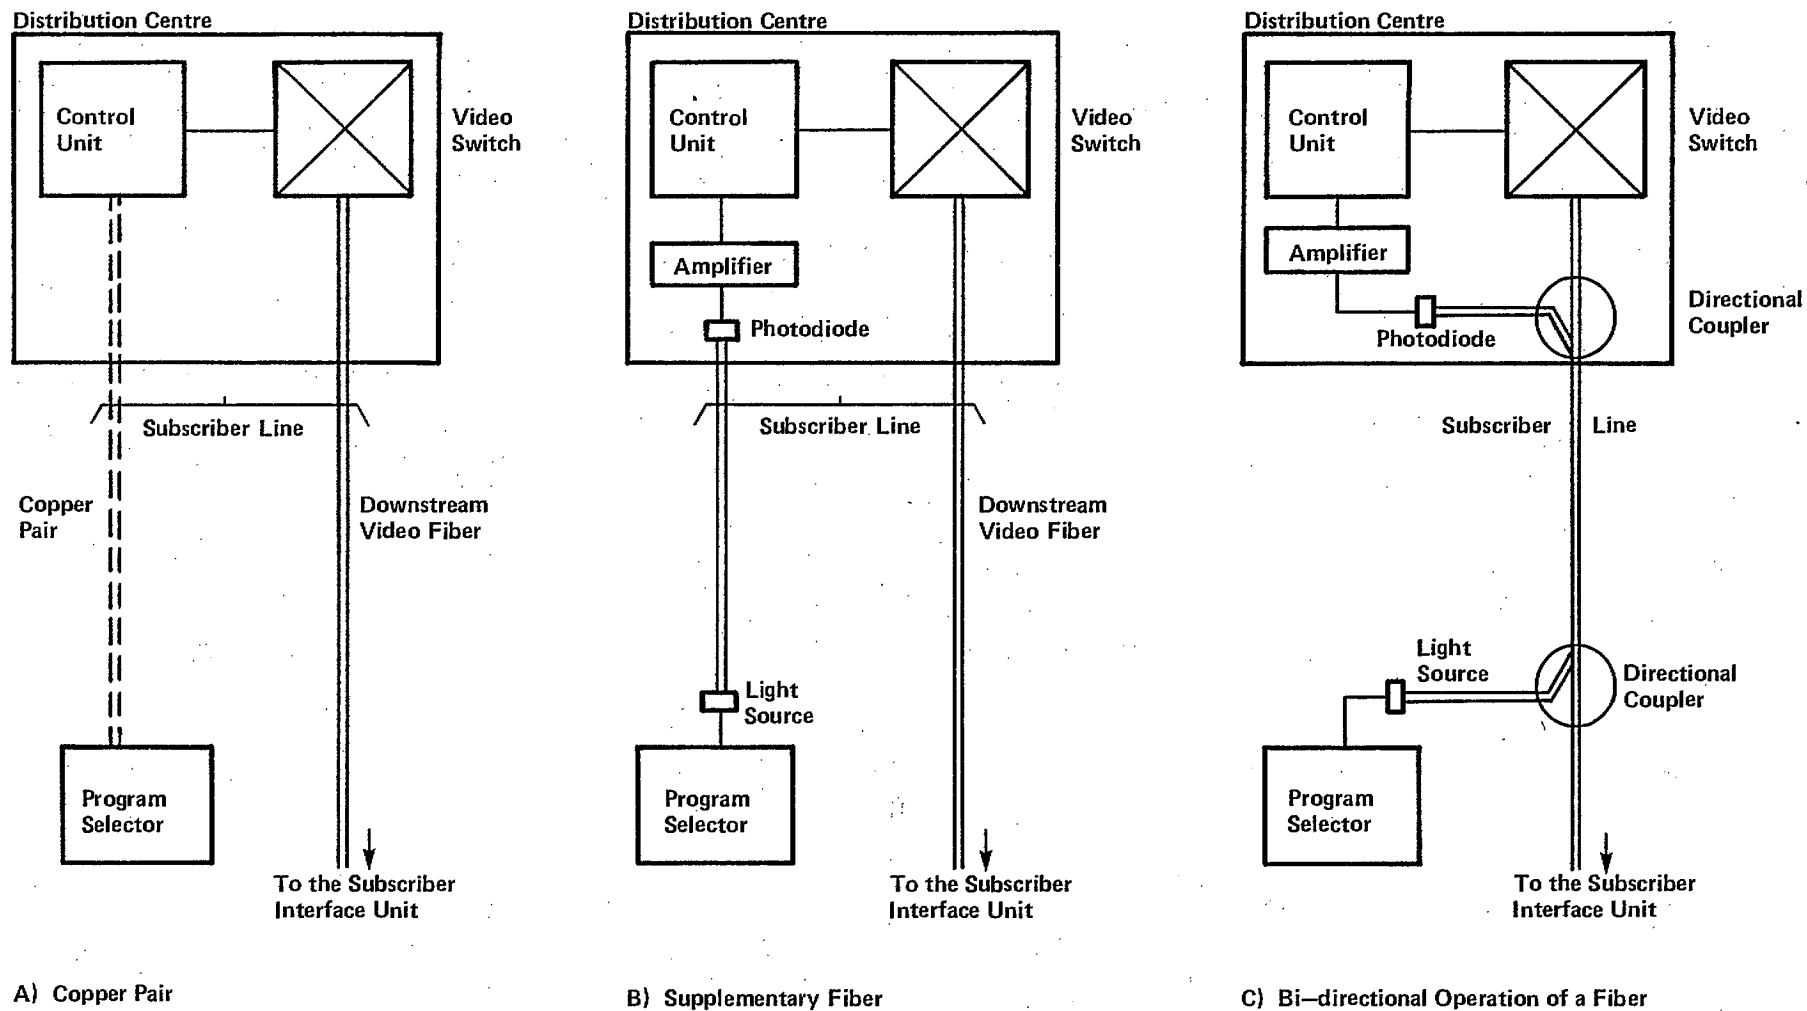 Distribution Centre
Control
Unit
Video
Switch
Subscriber Line
Copper
Pair
Downstream
Video Fiber
Program
Selector
To the Subscriber
Interface Unit
A) Copper Pair
Distribution Centre
Control
Unit
Video
Switch
Amplifier
Photodiode
Subscriber Line
Downstream
Video Fiber
Light
Source
Program
Selector
To the Subscriber
Interface Unit
B) Supplementary Fiber
Distribution Centre
Control
Unit
Video
Switch
Amplifier
Photodiode
Directional
Coupler
Subscriber Line
Light
Source
Directional
Coupler
Program
Selector
To the Subscriber
Interface Unit
C) Bi–directional Operation of a Fiber